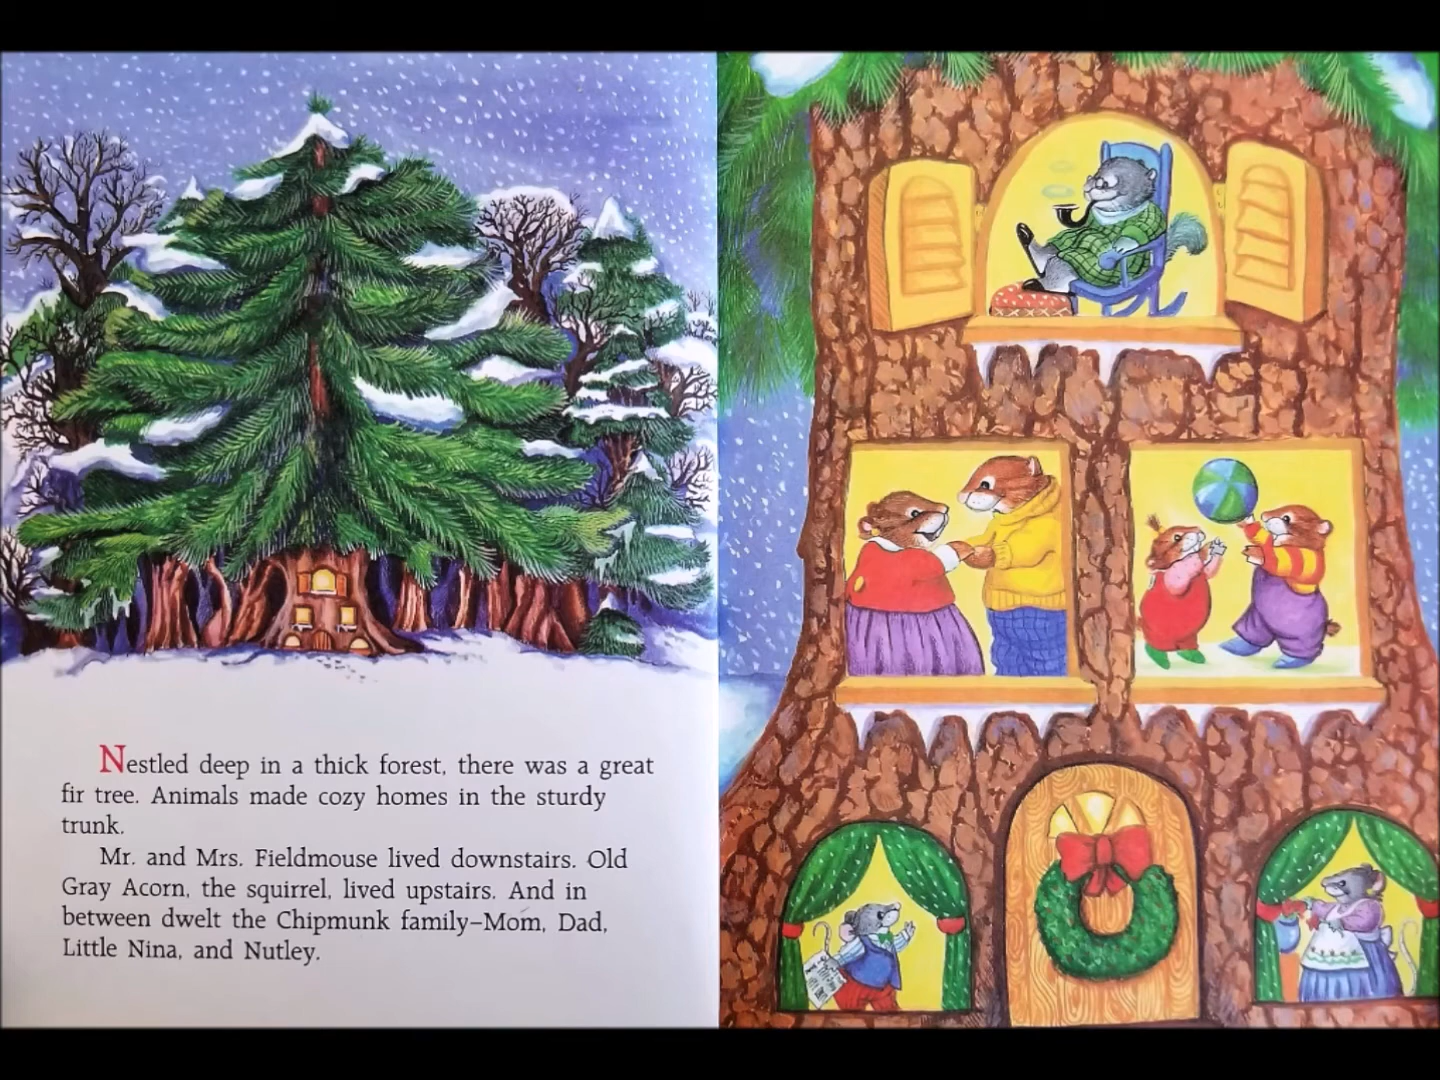 Nestled deep in a thick forest, there was a great
fir tree. Animals made cozy homes in the sturdy
trunk.
Mr. and Mrs. Fieldmouse lived downstairs. Old
Gray Acorn, the squirrel, lived upstairs. And in
between dwelt the Chipmunk family–Mom, Dad,
Little Nina, and Nutley.